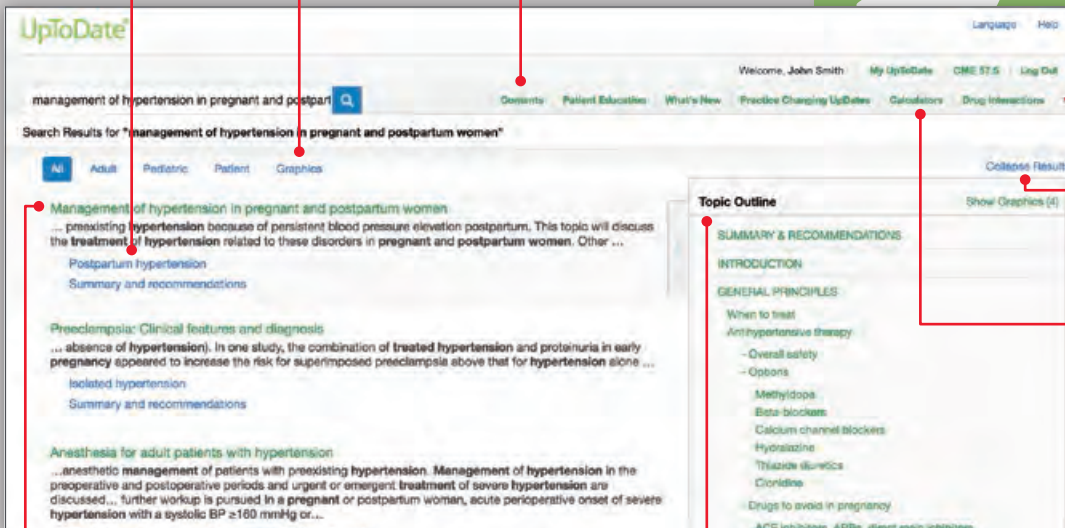 UpToDate®
Language Help
Welcome, John Smith My UpToDate CME 57.5 Log Out
management of hypertension in pregnant and postpart
Contents Patient Education What's New Practice Changing UpDates Calculators Drug Interactions
Search Results for "management of hypertension in pregnant and postpartum women"
All Adult Pediatric Patient Graphics
Collapse Result
Management of hypertension in pregnant and postpartum women
... preexisting hypertension because of persistent blood pressure elevation postpartum. This topic will discuss
the treatment of hypertension related to these disorders in pregnant and postpartum women. Other ...
Postpartum hypertension
Summary and recommendations
Preeclampsia: Clinical features and diagnosis
... absence of hypertension). In one study, the combination of treated hypertension and proteinuria in early
pregnancy appeared to increase the risk for superimposed preeclampsia above that for hypertension alone ...
Isolated hypertension
Summary and recommendations
Anesthesia for adult patients with hypertension
...anesthetic management of patients with preexisting hypertension. Management of hypertension in the
preoperative and postoperative periods and urgent or emergent treatment of severe hypertension are
discussed... further workup is pursued in a pregnant or postpartum woman, acute perioperative onset of severe
hypertension with a systolic BP ≥160 mmHg or...
Topic Outline Show Graphics (4)
SUMMARY & RECOMMENDATIONS
INTRODUCTION
GENERAL PRINCIPLES
When to treat
Antihypertensive therapy
- Overall safety
- Options
Methyldopa
Beta-blockers
Calcium channel blockers
Hydralazine
Thiazide diuretics
Clonidine
- Drugs to avoid in pregnancy
ACE inhibitors, ARBs, direct renin inhibitors